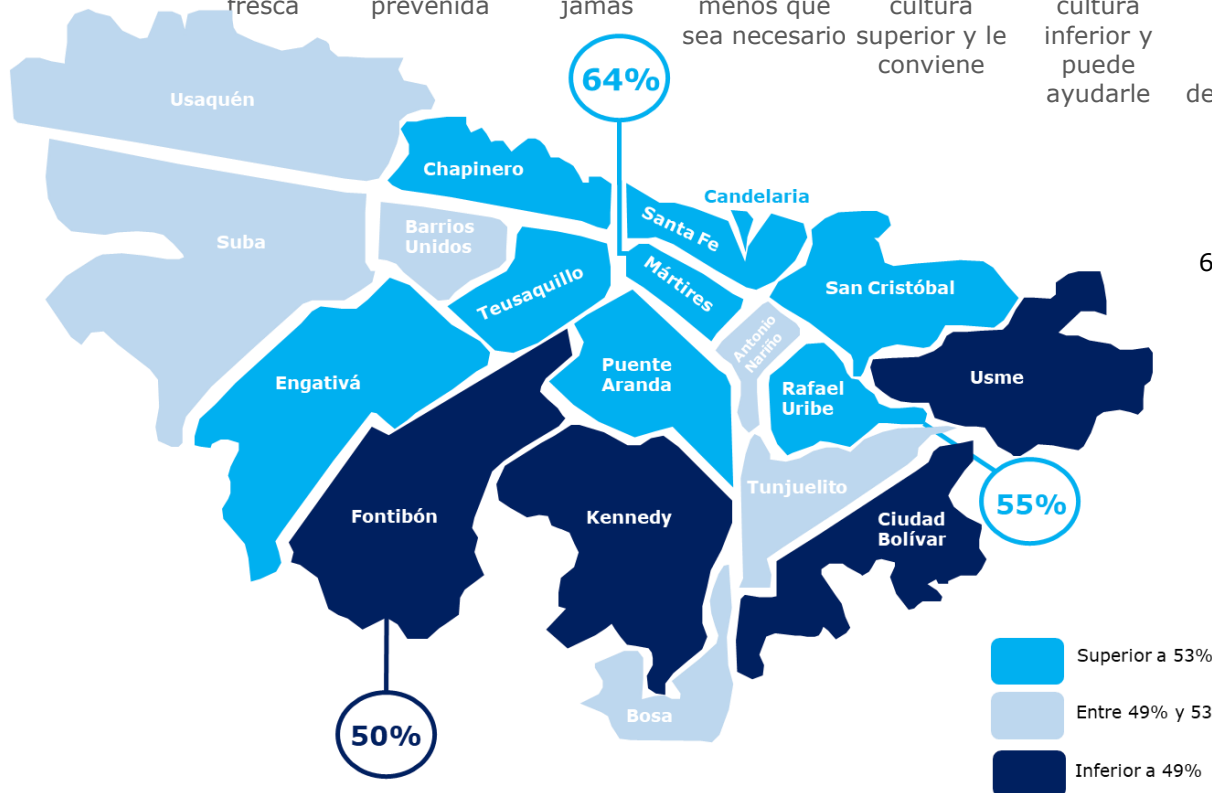 fresca
prevenida
jamás
menos que
sea necesario
cultura
superior y le
conviene
cultura
inferior y
puede
ayudarle
de
64%
Usaquén
Chapinero
Candelaria
Santa Fe
Suba
Barrios
Unidos
Mártires
Teusaquillo
San Cristóbal
6
Antonio
Nariño
Engativá
Puente
Aranda
Rafael
Uribe
Usme
Tunjuelito
55%
Fontibón
Kennedy
Ciudad
Bolívar
Bosa
50%
Superior a 53%
Entre 49% y 53
Inferior a 49%